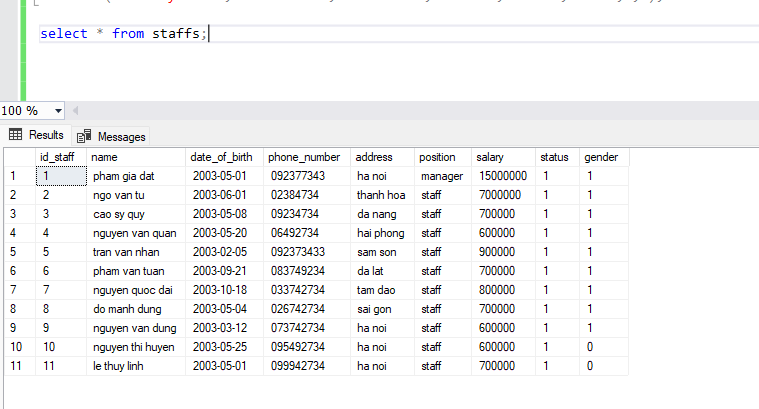 select * from staffs;
100 %
Results Messages
id_staff name date_of_birth phone_number address position salary status gender
1 1 pham gia dat 2003-05-01 092377343 ha noi manager 15000000 1 1
2 2 ngo van tu 2003-06-01 02384734 thanh hoa staff 7000000 1 1
3 3 cao sy quy 2003-05-08 09234734 da nang staff 700000 1 1
4 4 nguyen van quan 2003-05-20 06492734 hai phong staff 600000 1 1
5 5 tran van nhan 2003-02-05 092373433 sam son staff 900000 1 1
6 6 pham van tuan 2003-09-21 083749234 da lat staff 700000 1 1
7 7 nguyen quoc dai 2003-10-18 033742734 tam dao staff 800000 1 1
8 8 do manh dung 2003-05-04 026742734 sai gon staff 700000 1 1
9 9 nguyen van dung 2003-03-12 073742734 ha noi staff 600000 1 1
10 10 nguyen thi huyen 2003-05-25 095492734 ha noi staff 600000 1 0
11 11 le thuy linh 2003-05-01 099942734 ha noi staff 700000 1 0